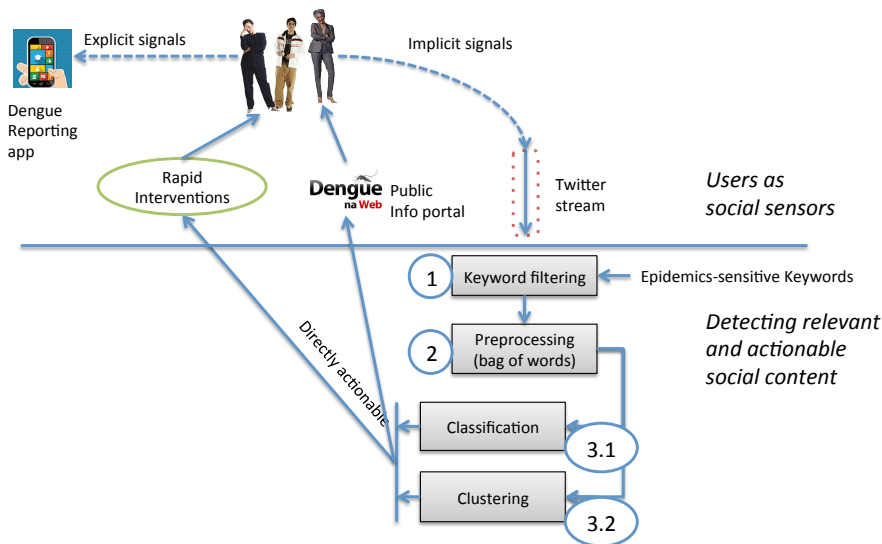 Explicit signals
Implicit signals
Dengue
Reporting
app
Rapid
Interventions
Dengue
na Web
Public
Info portal
Twitter
stream
Users as
social sensors
1
Keyword filtering
Epidemics-sensitive Keywords
2
Preprocessing
(bag of words)
Detecting relevant
and actionable
social content
Directly actionable
Classification
3.1
Clustering
3.2